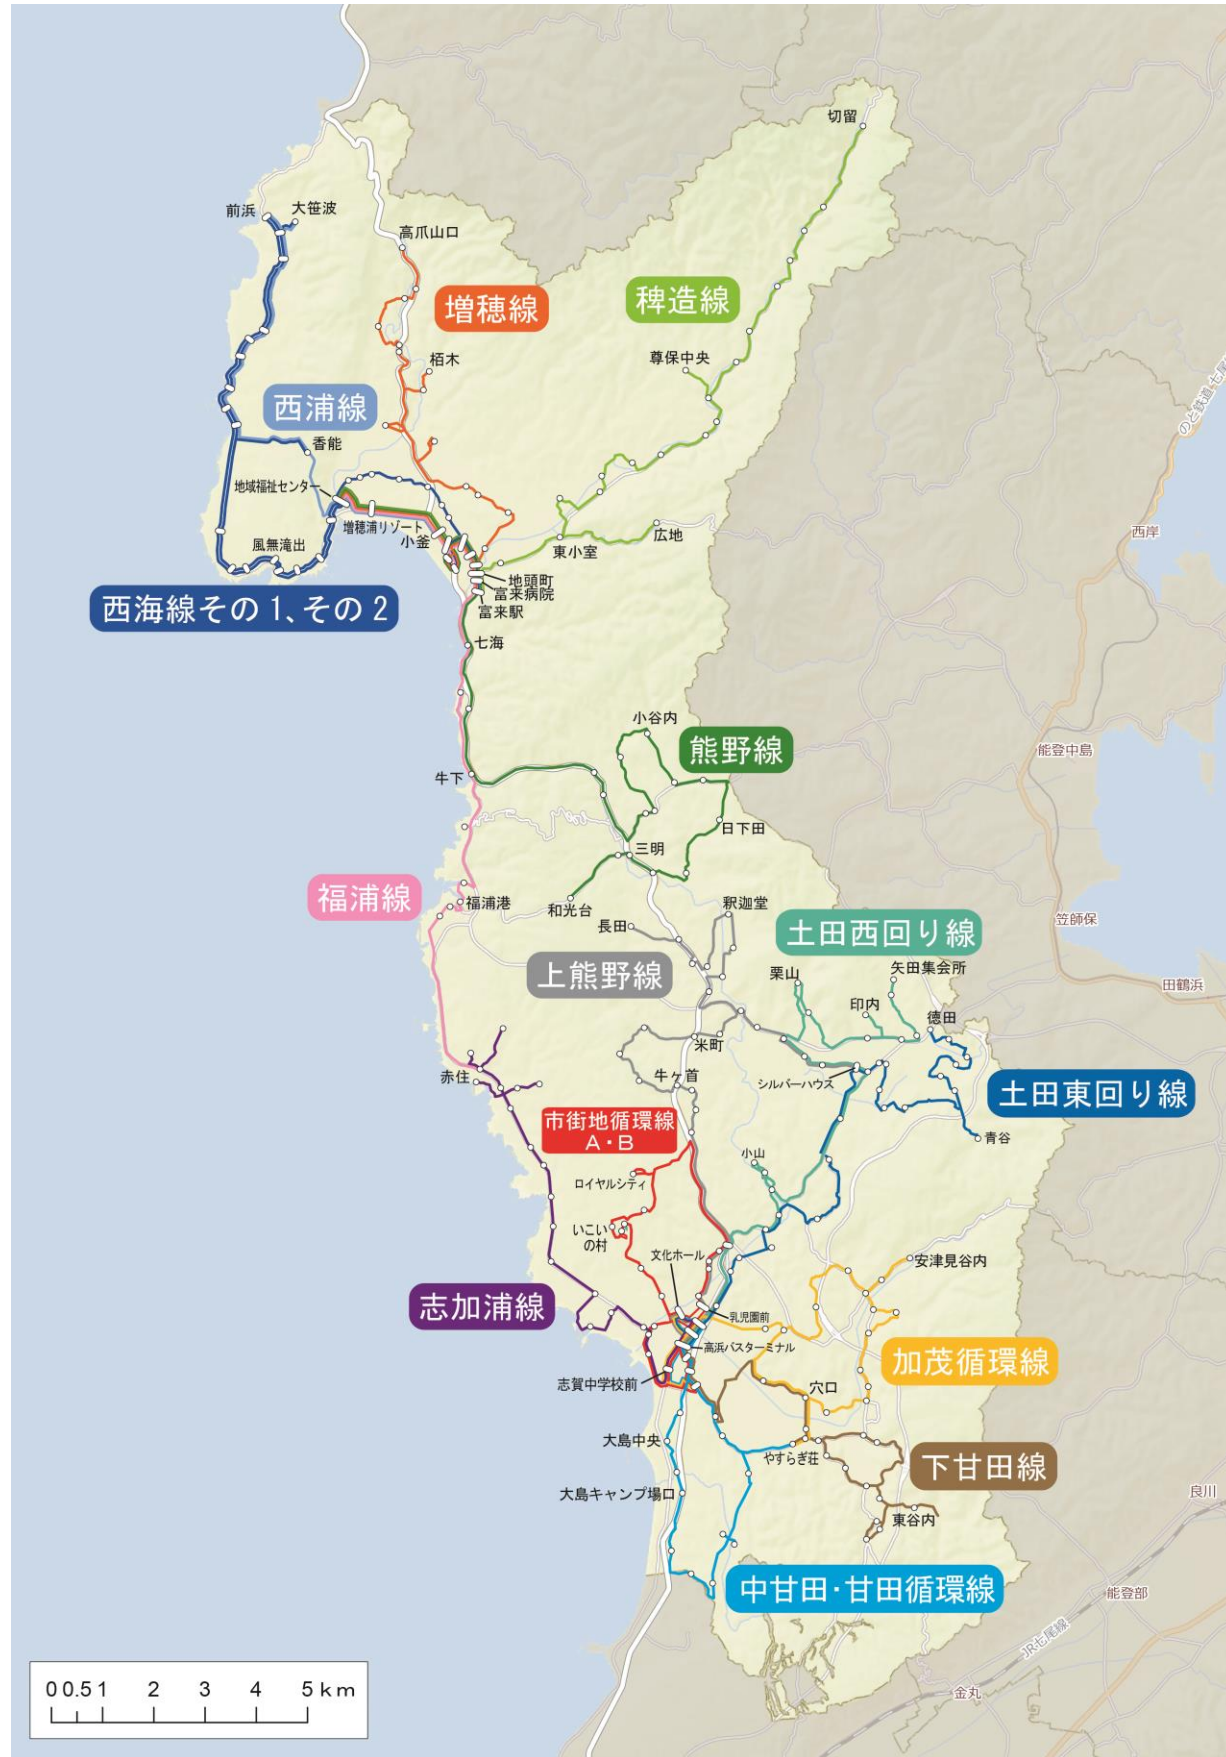 切留
前浜
大笹波
高爪山口
増穂線
稗造線
尊保中央
栢木
西浦線
香能
地域福祉センター
増穂浦リゾート
小釜
風無滝出
東小室
広地
地頭町
富来病院
富来駅
西海線その1、その2
七海
のと鉄道七尾
西岸
小谷内
熊野線
能登中島
牛下
日下田
三明
福浦線
福浦港
和光台
釈迦堂
長田
土田西回り線
笠師保
上熊野線
栗山
矢田集会所
田鶴浜
印内
徳田
米町
赤住
牛ヶ首
シルバーハウス
土田東回り線
市街地循環線
A・B
青谷
小山
ロイヤルシティ
いこい
の村
文化ホール
安津見谷内
志加浦線
乳児園前
高浜バスターミナル
加茂循環線
志賀中学校前
穴口
大島中央
やすらぎ荘
下甘田線
大島キャンプ場口
東谷内
良川
中甘田・甘田循環線
能登部
JR七尾線
金丸
0 0.5 1 2 3 4 5 km